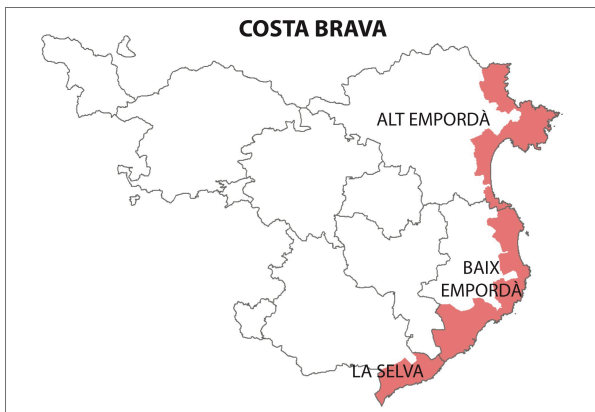 COSTA BRAVA
ALT EMPORDÀ
BAIX
EMPORDÀ
LA SELVA